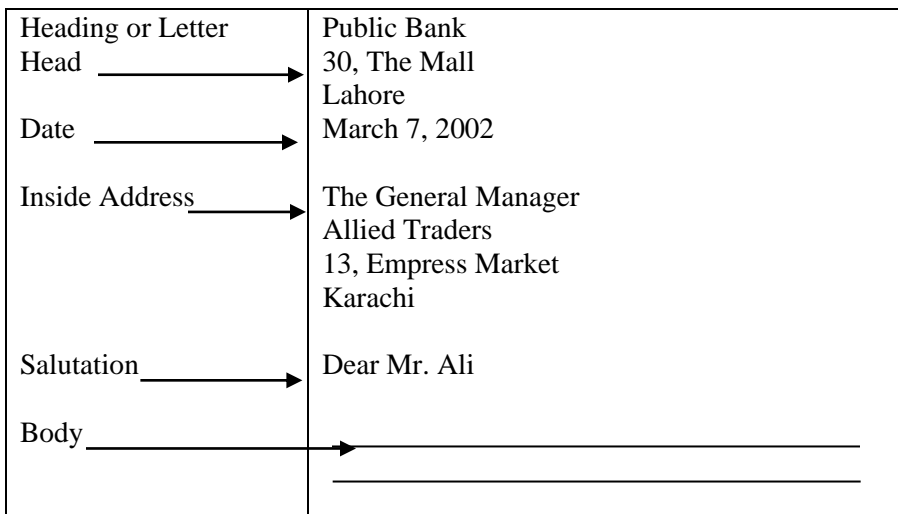 Heading or Letter Public Bank
Head 30, The Mall
Lahore
Date March 7, 2002
Inside Address The General Manager
Allied Traders
13, Empress Market
Karachi
Salutation Dear Mr. Ali
Body